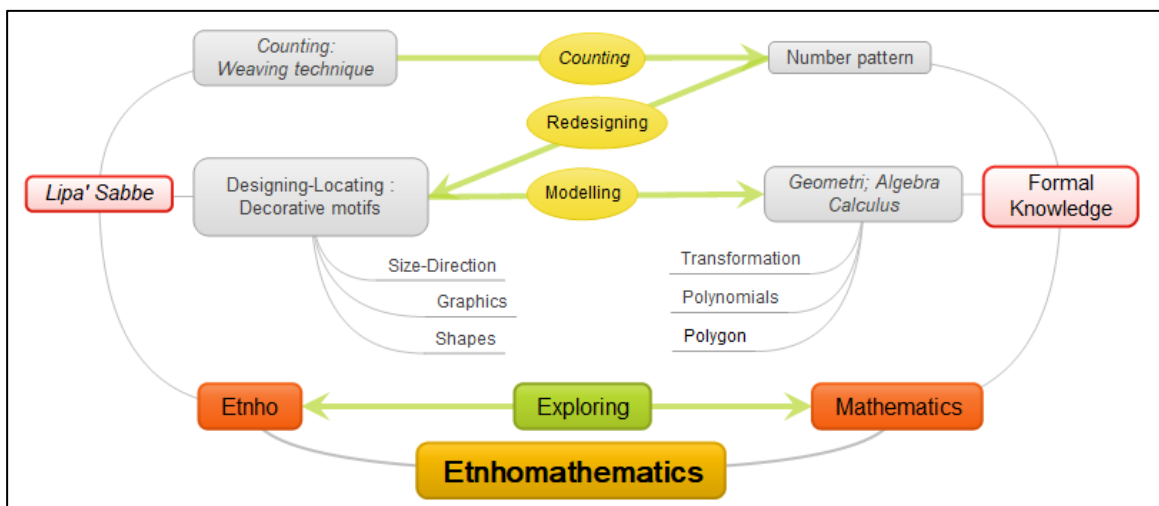 Counting:
Weaving technique
Counting
Number pattern
Redesigning
Lipa' Sabbe
Designing-Locating :
Decorative motifs
Modelling
Geometri; Algebra
Calculus
Formal
Knowledge
Size-Direction
Graphics
Shapes
Transformation
Polynomials
Polygon
Etnho
Exploring
Mathematics
Etnhomathematics